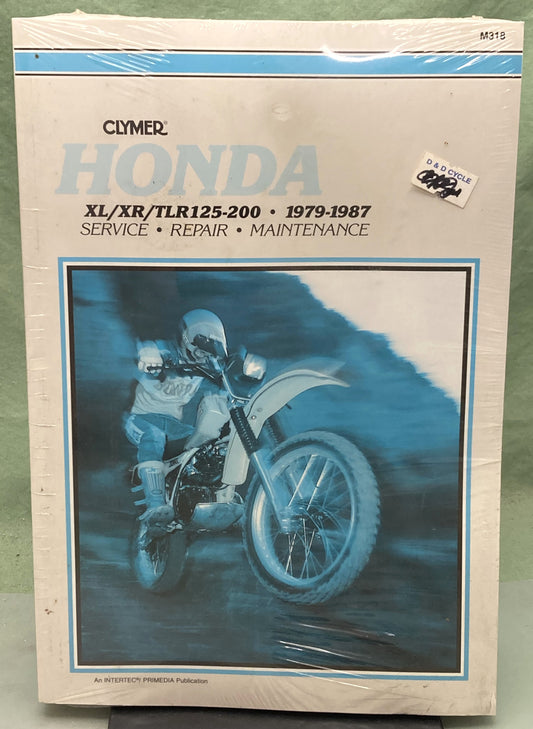 M318
CLYMER®
HONDA
D & D CYCLE
XL/XR/TLR125-200 • 1979-1987
SERVICE • REPAIR • MAINTENANCE
An INTERTEC®/ PRIMEDIA Publication